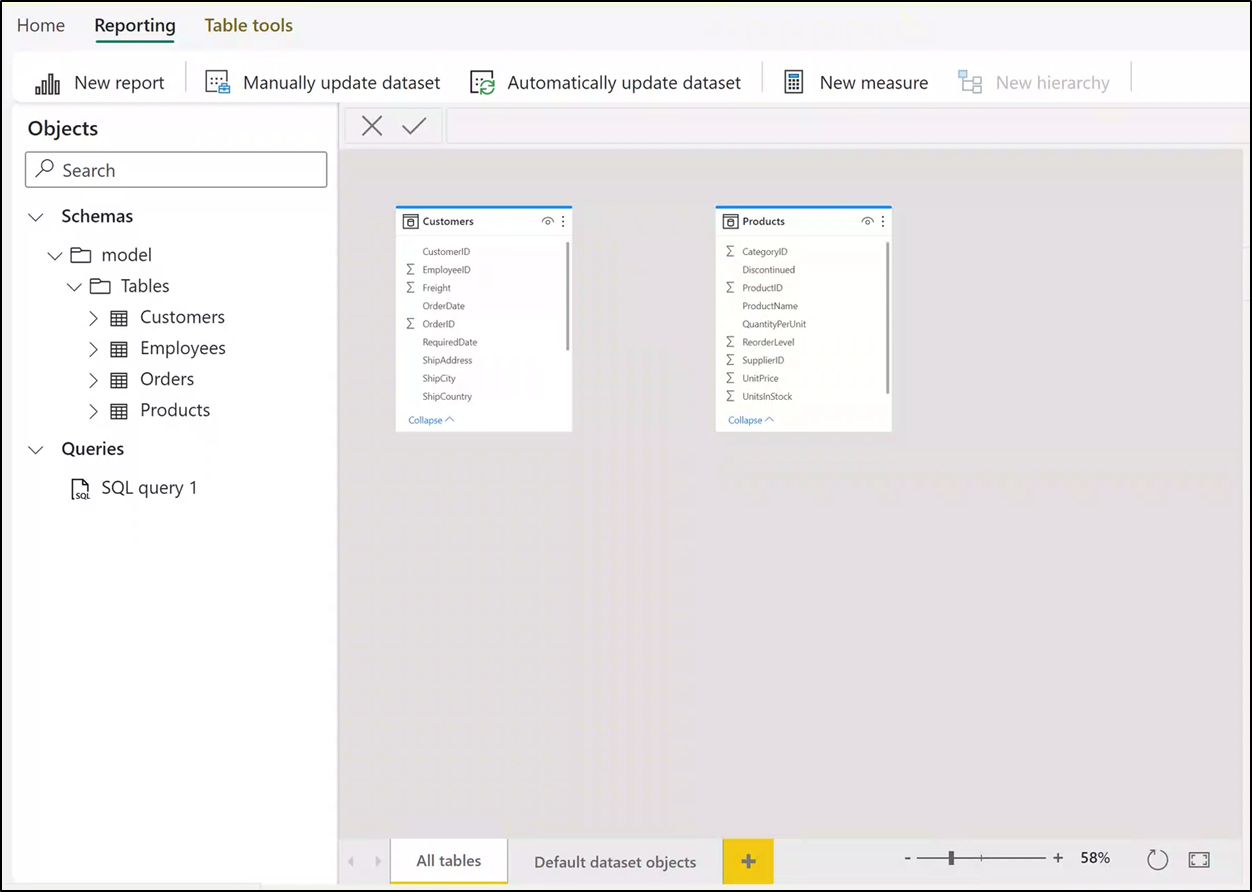 Home Reporting Table tools
New report Manually update dataset Automatically update dataset New measure New hierarchy
Objects
Search
Schemas
model
Tables
Customers
Employees
Orders
Products
Queries
SQL query 1
Customers
CustomerID
Σ EmployeeID
Σ Freight
OrderDate
Σ OrderID
RequiredDate
ShipAddress
ShipCity
ShipCountry
Collapse
Products
Σ CategoryID
Discontinued
Σ ProductID
ProductName
QuantityPerUnit
Σ ReorderLevel
Σ SupplierID
Σ UnitPrice
Σ UnitsInStock
Collapse
All tables Default dataset objects + - + 58%